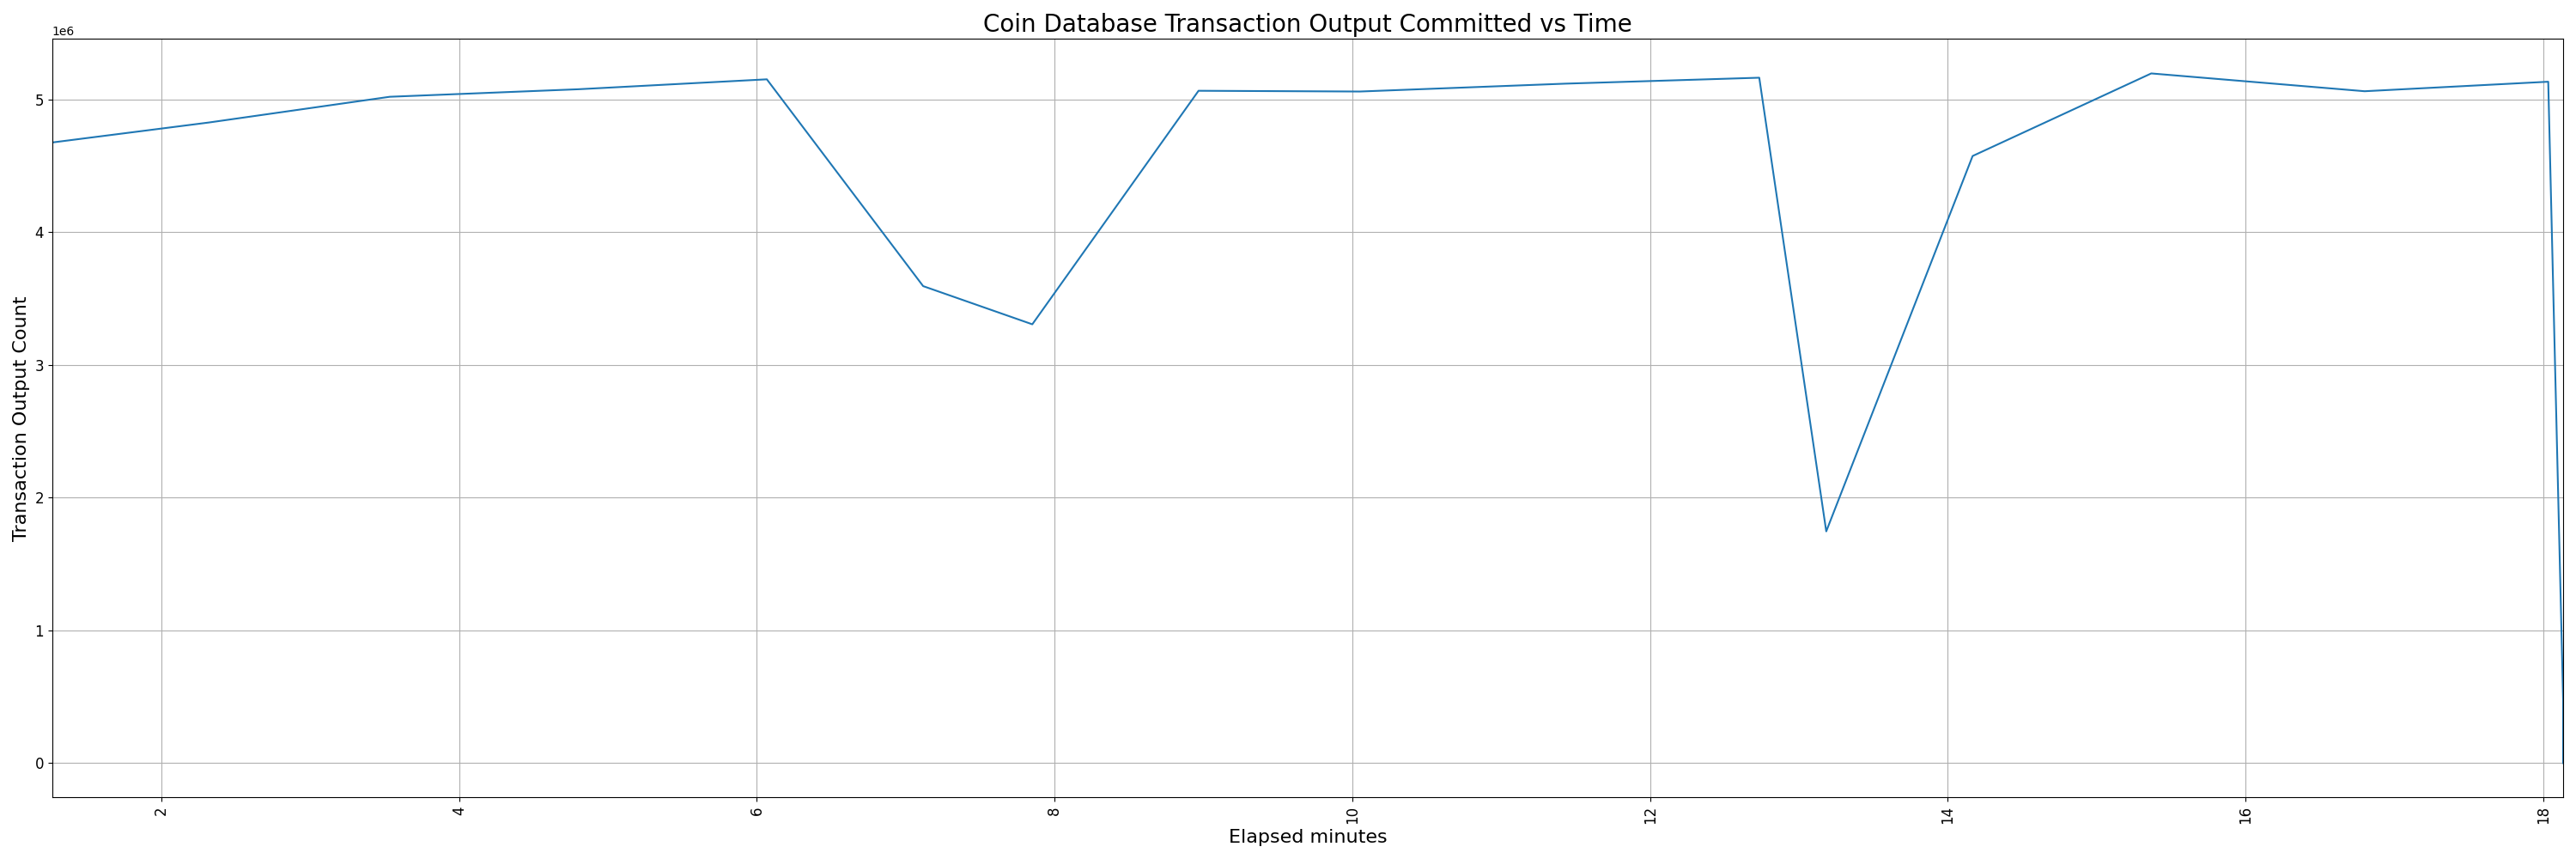 Coin Database Transaction Output Committed vs Time
1e6
5
4
3
2
1
0
Transaction Output Count
2 4 6 8 10 12 14 16 18
Elapsed minutes